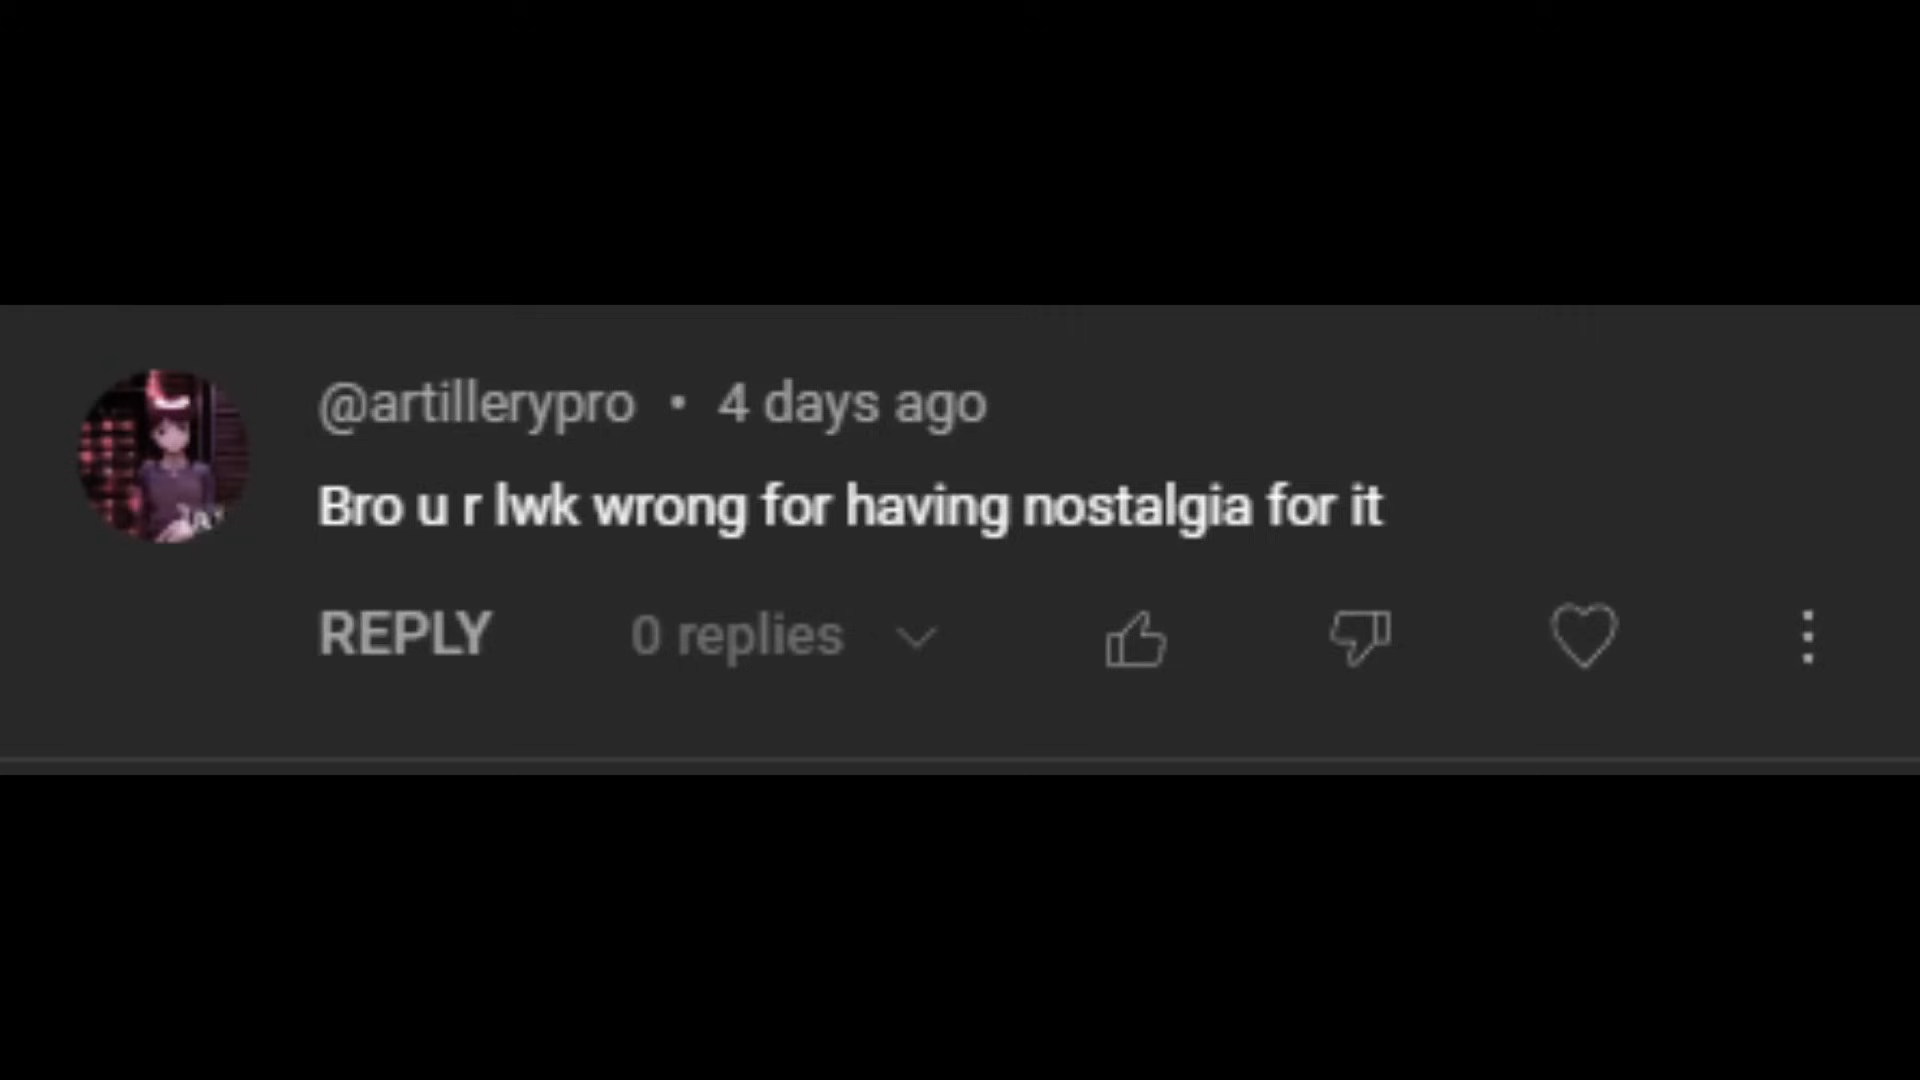 @artillerypro • 4 days ago
Bro u r lwk wrong for having nostalgia for it
REPLY 0 replies